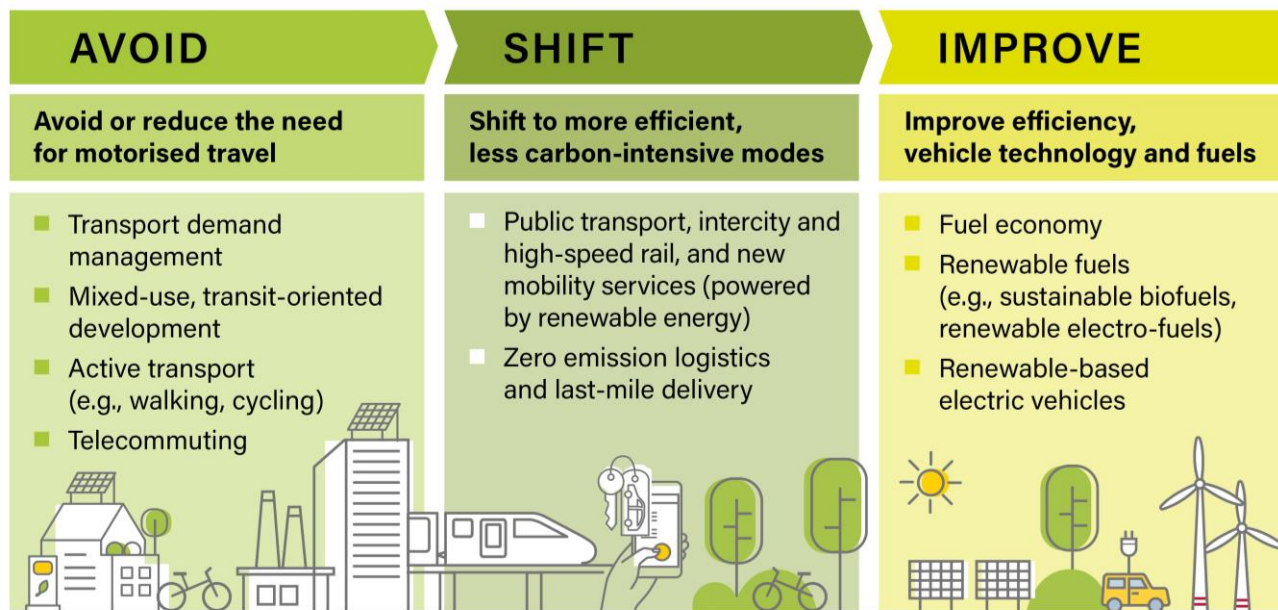 AVOID
Avoid or reduce the need
for motorised travel
Transport demand
management
Mixed-use, transit-oriented
development
Active transport
(e.g., walking, cycling)
Telecommuting
SHIFT
Shift to more efficient,
less carbon-intensive modes
Public transport, intercity and
high-speed rail, and new
mobility services (powered
by renewable energy)
Zero emission logistics
and last-mile delivery
IMPROVE
Improve efficiency,
vehicle technology and fuels
Fuel economy
Renewable fuels
(e.g., sustainable biofuels,
renewable electro-fuels)
Renewable-based
electric vehicles